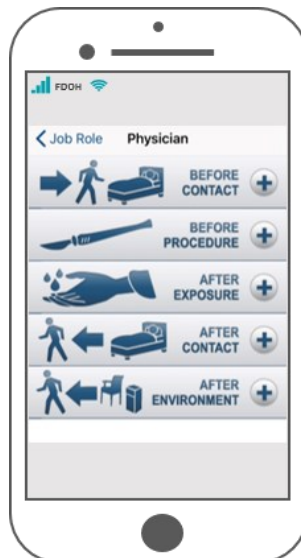 FDOH
Job Role Physician
BEFORE
CONTACT
BEFORE
PROCEDURE
AFTER
EXPOSURE
AFTER
CONTACT
AFTER
ENVIRONMENT